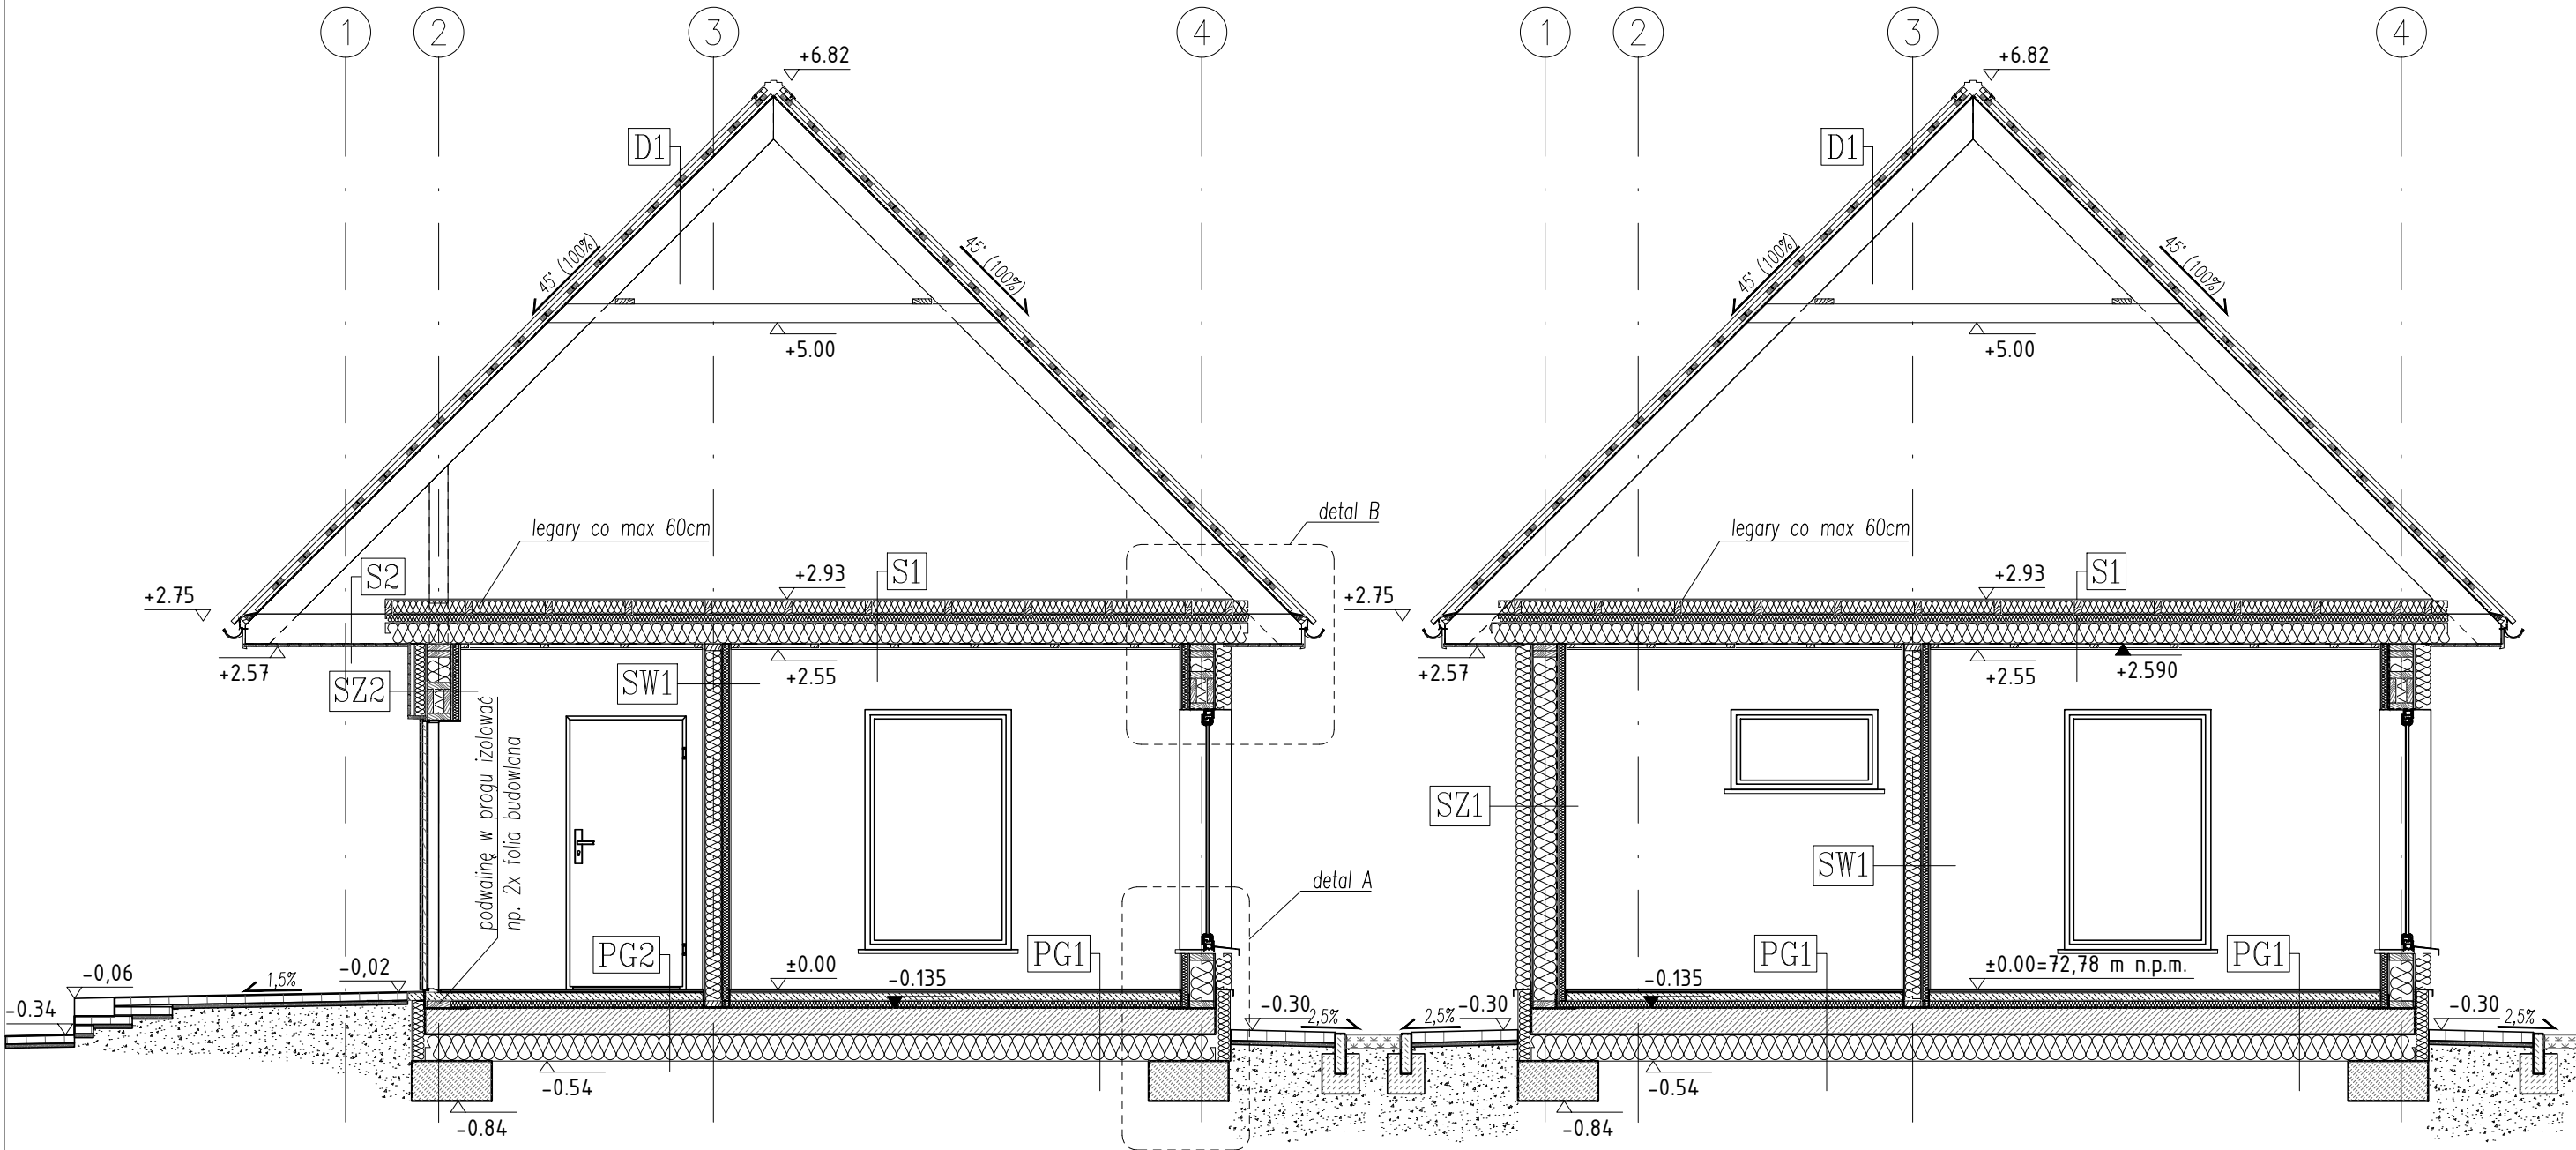 1 2 3 4 1 2 3 4
+6.82 +6.82
D1 D1
45° (100%) 45° (100%) 45° (100%) 45° (100%)
+5.00 +5.00
detal B
legary co max 60cm legary co max 60cm
S2 +2.93 S1 +2.93 S1
+2.75 +2.75
+2.57 SZ2 SW1 +2.55 +2.57 +2.55 +2.590
podwalinę w progu izolować
np. 2x folia budowlana
SZ1
SW1
detal A
PG2 PG1 PG1 PG1
-0,06 1,5% -0,02 ±0.00 -0.135 -0.135 ±0.00=72,78 m n.p.m.
-0.34 -0.30 2,5% 2,5% -0.30 -0.30 2,5%
-0.54 -0.54
-0.84 -0.84